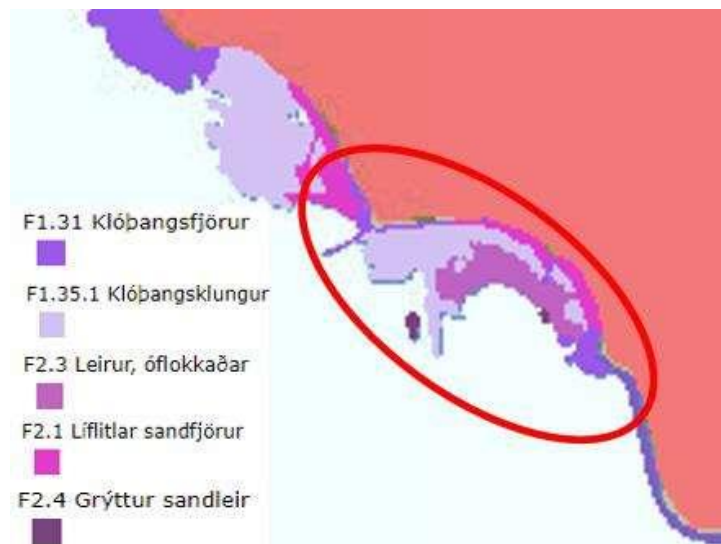 F1.31 Klóþangsfjörur
F1.35.1 Klóþangsklungur
F2.3 Leirur, óflokkaðar
F2.1 Líflitlar sandfjörur
F2.4 Grýttur sandleir